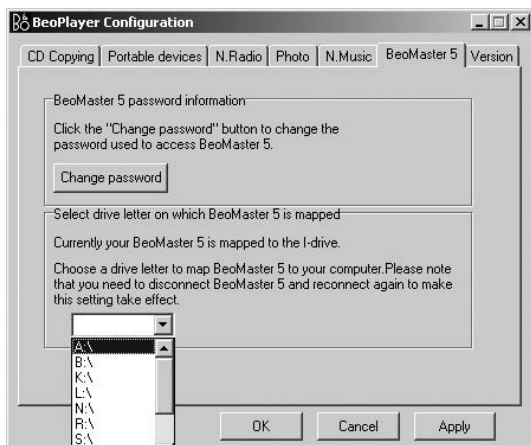 BeoPlayer Configuration
CD Copying Portable devices N.Radio Photo N.Music BeoMaster 5 Version
BeoMaster 5 password information
Click the "Change password" button to change the
password used to access BeoMaster 5.
Change password
Select drive letter on which BeoMaster 5 is mapped
Currently your BeoMaster 5 is mapped to the I-drive.
Choose a drive letter to map BeoMaster 5 to your computer.Please note
that you need to disconnect BeoMaster 5 and reconnect again to make
this setting take effect.
A:\
B:\
K:\
L:\
N:\
R:\
S:\
OK Cancel Apply